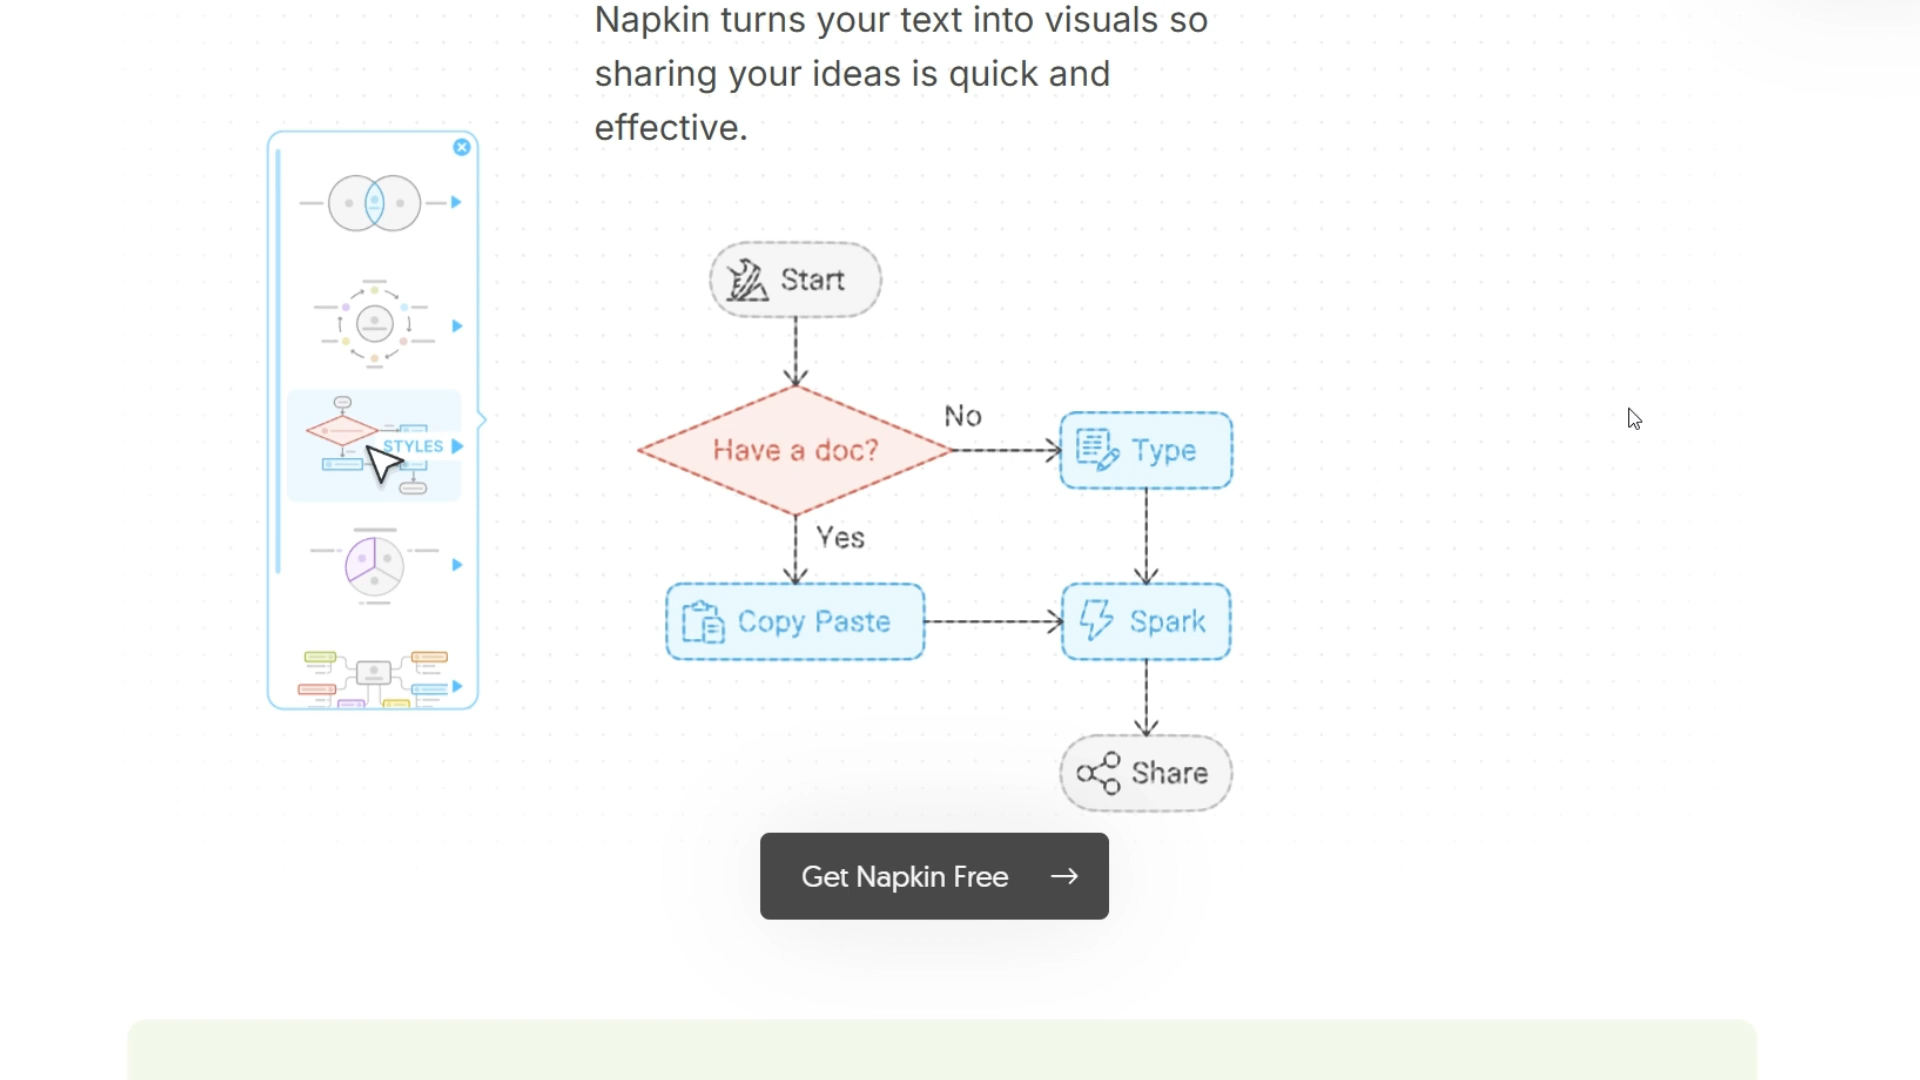 Napkin turns your text into visuals so
sharing your ideas is quick and
effective.
Start
No
Have a doc?
Type
STYLES
Yes
Copy Paste
Spark
Share
Get Napkin Free →